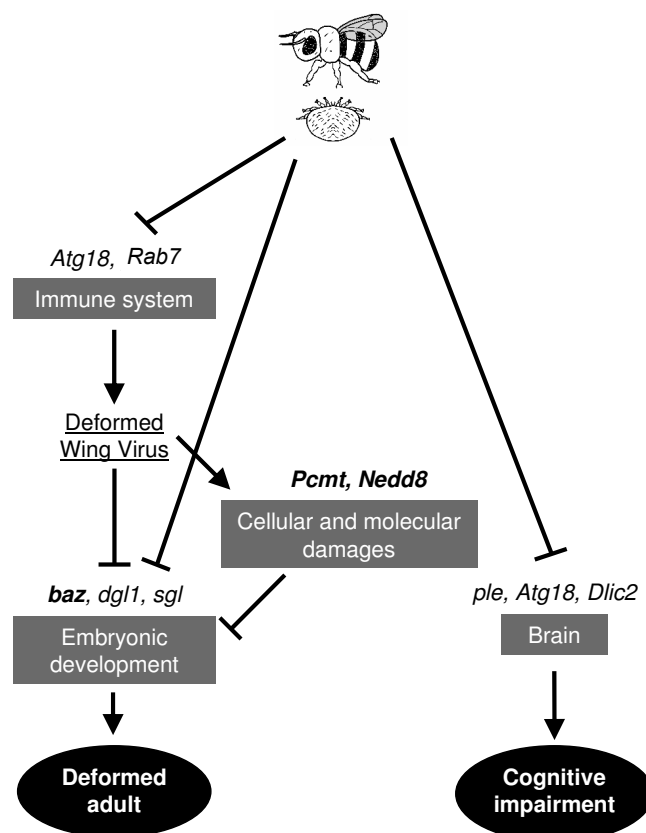 Atg18, Rab7
Immune system
Deformed
Wing Virus
Pcmt, Nedd8
Cellular and molecular
damages
baz, dgl1, sgl
Embryonic
development
ple, Atg18, Dlic2
Brain
Deformed
adult
Cognitive
impairment